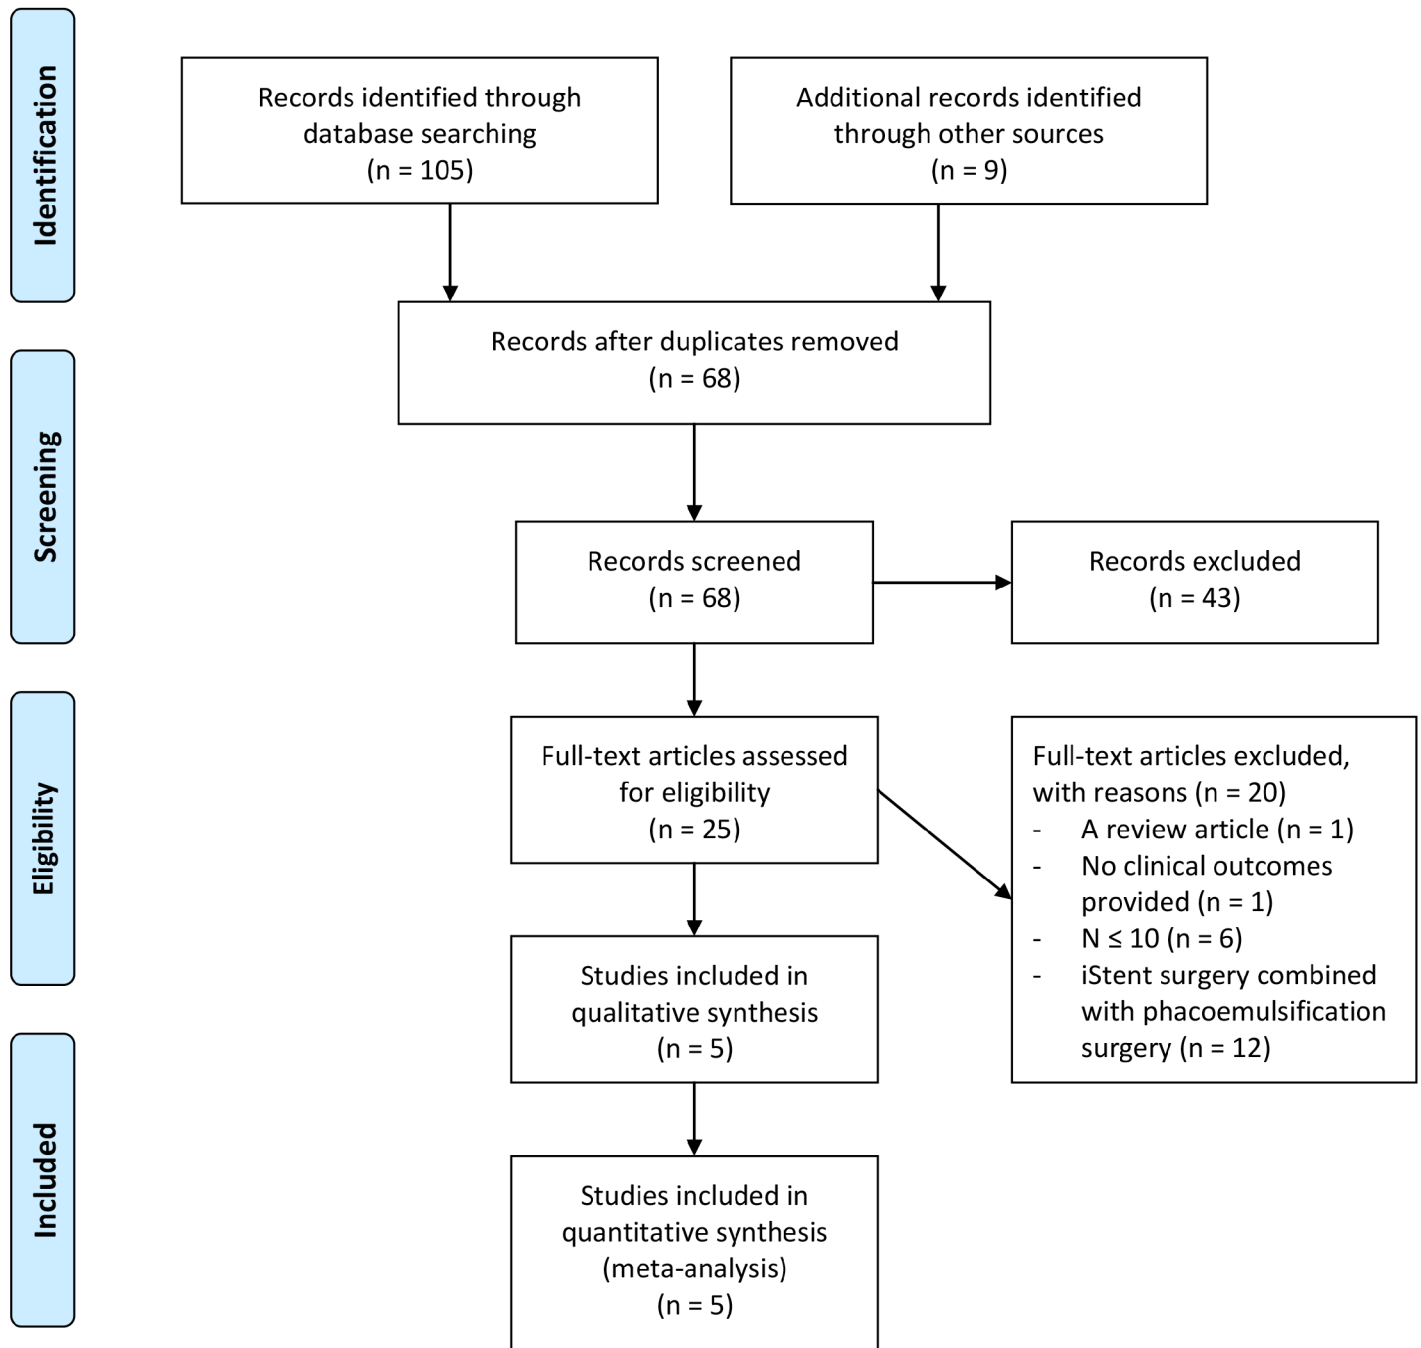 Identification
Records identified through
database searching
(n = 105)
Additional records identified
through other sources
(n = 9)
Records after duplicates removed
(n = 68)
Screening
Records screened
(n = 68)
Records excluded
(n = 43)
Eligibility
Full-text articles assessed
for eligibility
(n = 25)
Full-text articles excluded,
with reasons (n = 20)
- A review article (n = 1)
- No clinical outcomes
provided (n = 1)
- N ≤ 10 (n = 6)
- iStent surgery combined
with phacoemulsification
surgery (n = 12)
Studies included in
qualitative synthesis
(n = 5)
Included
Studies included in
quantitative synthesis
(meta-analysis)
(n = 5)